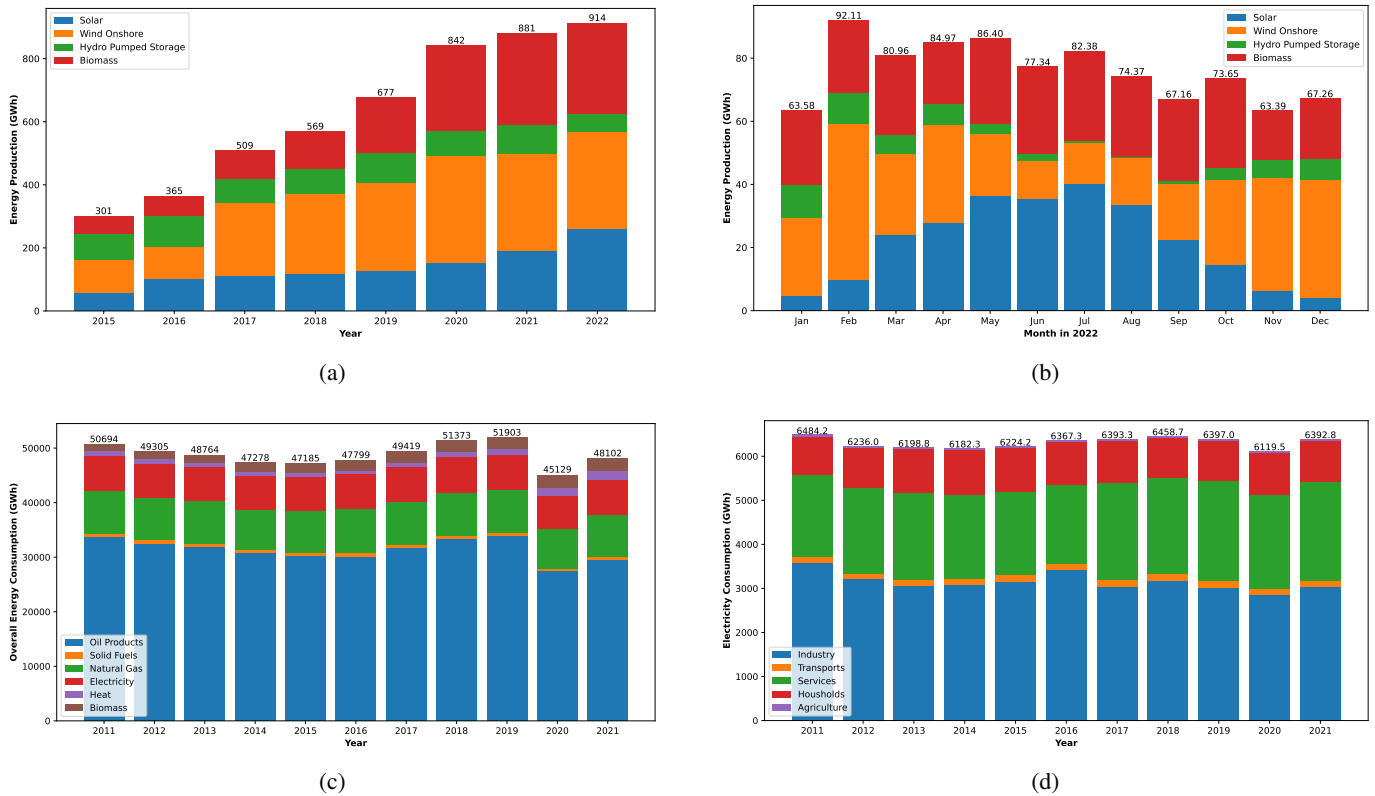 Solar
Wind Onshore
Hydro Pumped Storage
Biomass
301
365
509
569
677
842
881
914
Energy Production (GWh)
800
600
400
200
0
2015 2016 2017 2018 2019 2020 2021 2022
Year
(a)
Solar
Wind Onshore
Hydro Pumped Storage
Biomass
63.58
92.11
80.96
84.97
86.40
77.34
82.38
74.37
67.16
73.65
63.39
67.26
Energy Production (GWh)
80
60
40
20
0
Jan Feb Mar Apr May Jun Jul Aug Sep Oct Nov Dec
Month in 2022
(b)
50694
49305
48764
47278
47185
47799
49419
51373
51903
45129
48102
Overall Energy Consumption (GWh)
50000
40000
30000
20000
10000
0
Oil Products
Solid Fuels
Natural Gas
Electricity
Heat
Biomass
2011 2012 2013 2014 2015 2016 2017 2018 2019 2020 2021
Year
(c)
6484.2
6236.0
6198.8
6182.3
6224.2
6367.3
6393.3
6458.7
6397.0
6119.5
6392.8
Electricity Consumption (GWh)
6000
5000
4000
3000
2000
1000
0
Industry
Transports
Services
Housholds
Agriculture
2011 2012 2013 2014 2015 2016 2017 2018 2019 2020 2021
Year
(d)